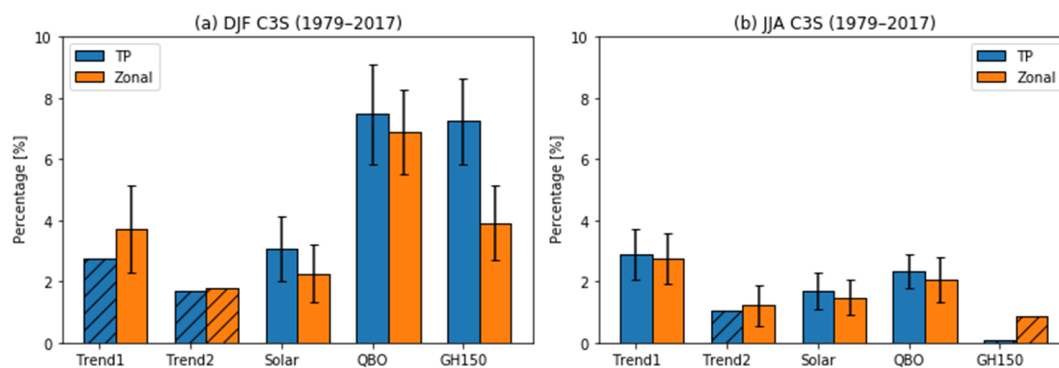 (a) DJF C3S (1979–2017)
Percentage [%]
10
8
6
4
2
0
TP
Zonal
Trend1 Trend2 Solar QBO GH150
(b) JJA C3S (1979–2017)
Percentage [%]
10
8
6
4
2
0
TP
Zonal
Trend1 Trend2 Solar QBO GH150